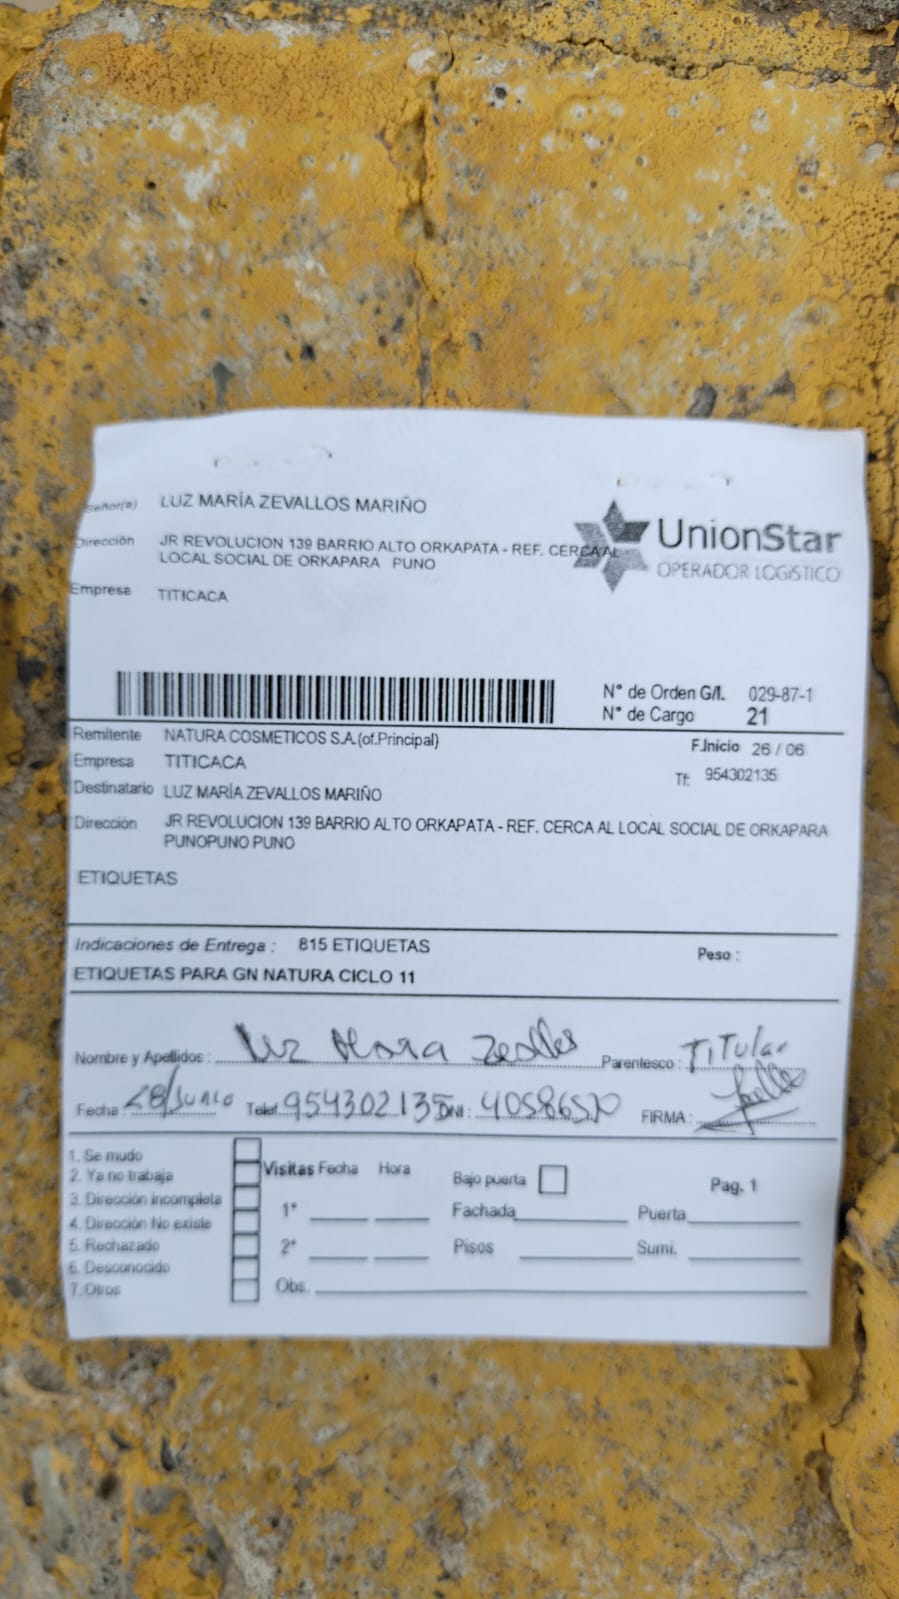 Señor(a) LUZ MARÍA ZEVALLOS MARIÑO
Dirección JR REVOLUCION 139 BARRIO ALTO ORKAPATA - REF. CERCA AL
LOCAL SOCIAL DE ORKAPARA PUNO
UnionStar
OPERADOR LOGíSTICO
Empresa TITICACA
N° de Orden G/I. 029-87-1
N° de Cargo 21
Remitente NATURA COSMETICOS S.A.(of.Principal)
F.Inicio 26 / 06
Empresa TITICACA
Tf: 954302135
Destinatario LUZ MARÍA ZEVALLOS MARIÑO
Dirección JR REVOLUCION 139 BARRIO ALTO ORKAPATA - REF. CERCA AL LOCAL SOCIAL DE ORKAPARA
PUNOPUNO PUNO
ETIQUETAS
Indicaciones de Entrega : 815 ETIQUETAS
Peso :
ETIQUETAS PARA GN NATURA CICLO 11
Nombre y Apellidos : Luz Parentesco : TITular
Fecha : 28/Junio Telef. 954302135 DNI : FIRMA :
1. Se mudo
2. Ya no trabaja
3. Dirección incompleta
4. Dirección No existe
5. Rechazado
6. Desconocido
7. Otros
Visitas Fecha Hora
1°
2°
Obs.
Bajo puerta
Pag. 1
Fachada Puerta
Pisos Sumi.